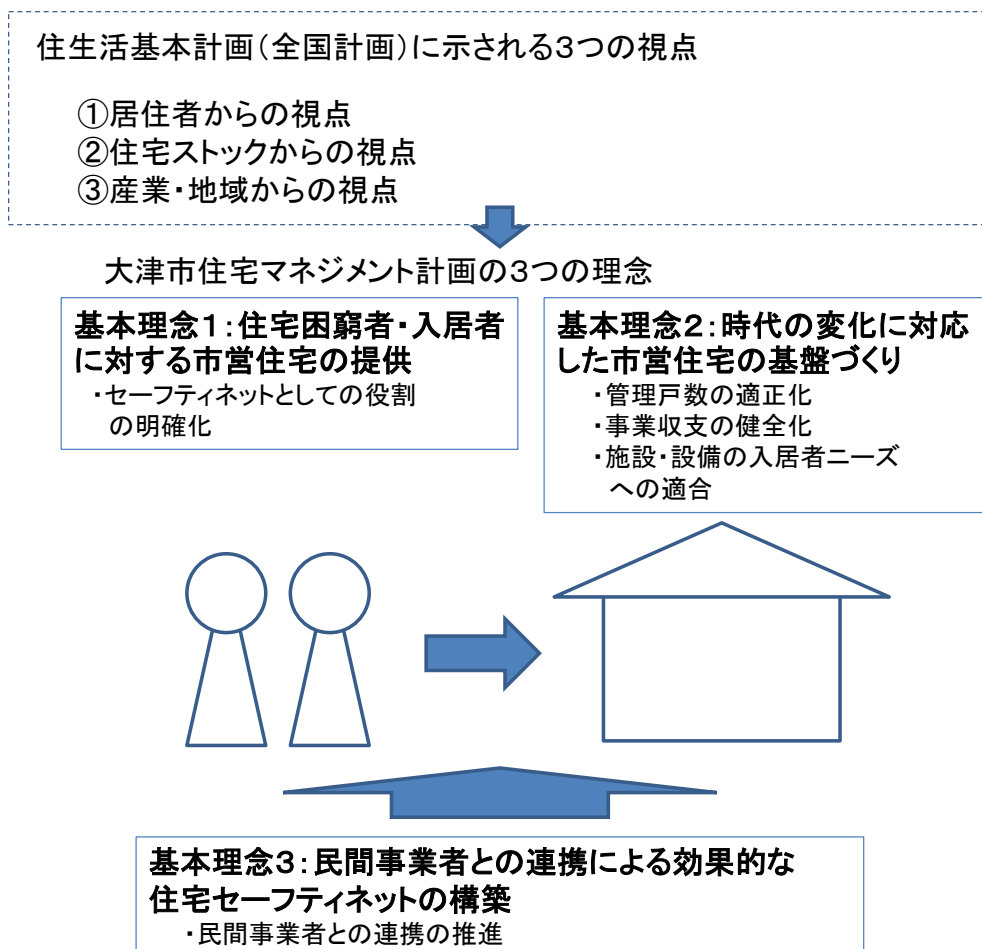 住生活基本計画(全国計画)に示される3つの視点
①居住者からの視点
②住宅ストックからの視点
③産業・地域からの視点
大津市住宅マネジメント計画の3つの理念
基本理念1:住宅困窮者・入居者
に対する市営住宅の提供
・セーフティネットとしての役割
の明確化
基本理念2:時代の変化に対応
した市営住宅の基盤づくり
・管理戸数の適正化
・事業収支の健全化
・施設・設備の入居者ニーズ
への適合
基本理念3:民間事業者との連携による効果的な
住宅セーフティネットの構築
・民間事業者との連携の推進